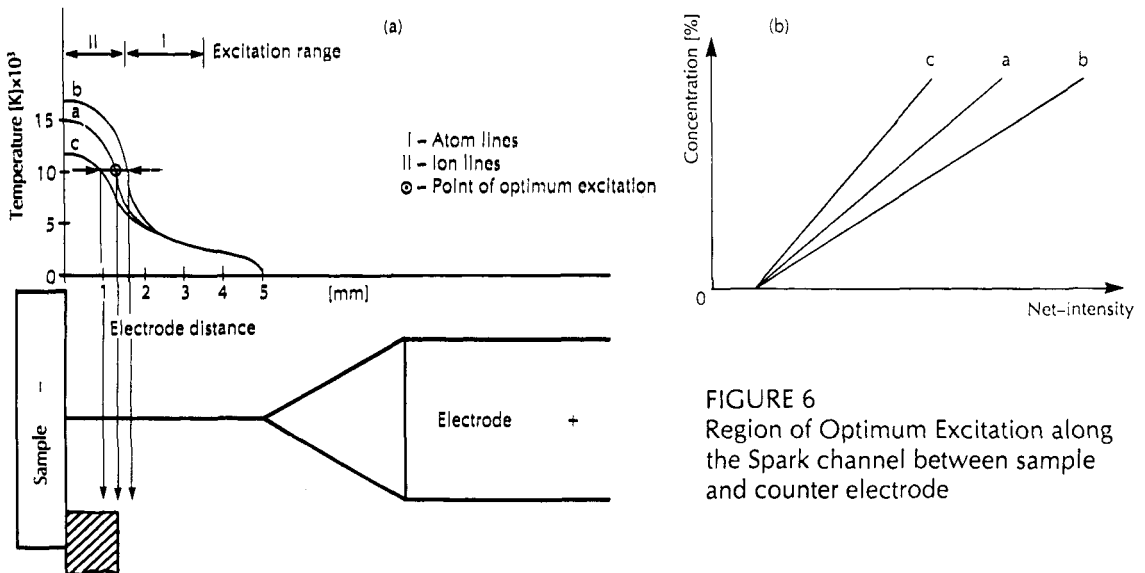 (a)
II
I
Excitation range
Temperature [K]×10³
b
a
c
15
10
5
0
I – Atom lines
II – Ion lines
⊙ – Point of optimum excitation
1
2
3
4
5
[mm]
Electrode distance
Sample
–
Electrode +
(b)
Concentration [%]
c
a
b
0
Net–intensity
FIGURE 6
Region of Optimum Excitation along
the Spark channel between sample
and counter electrode